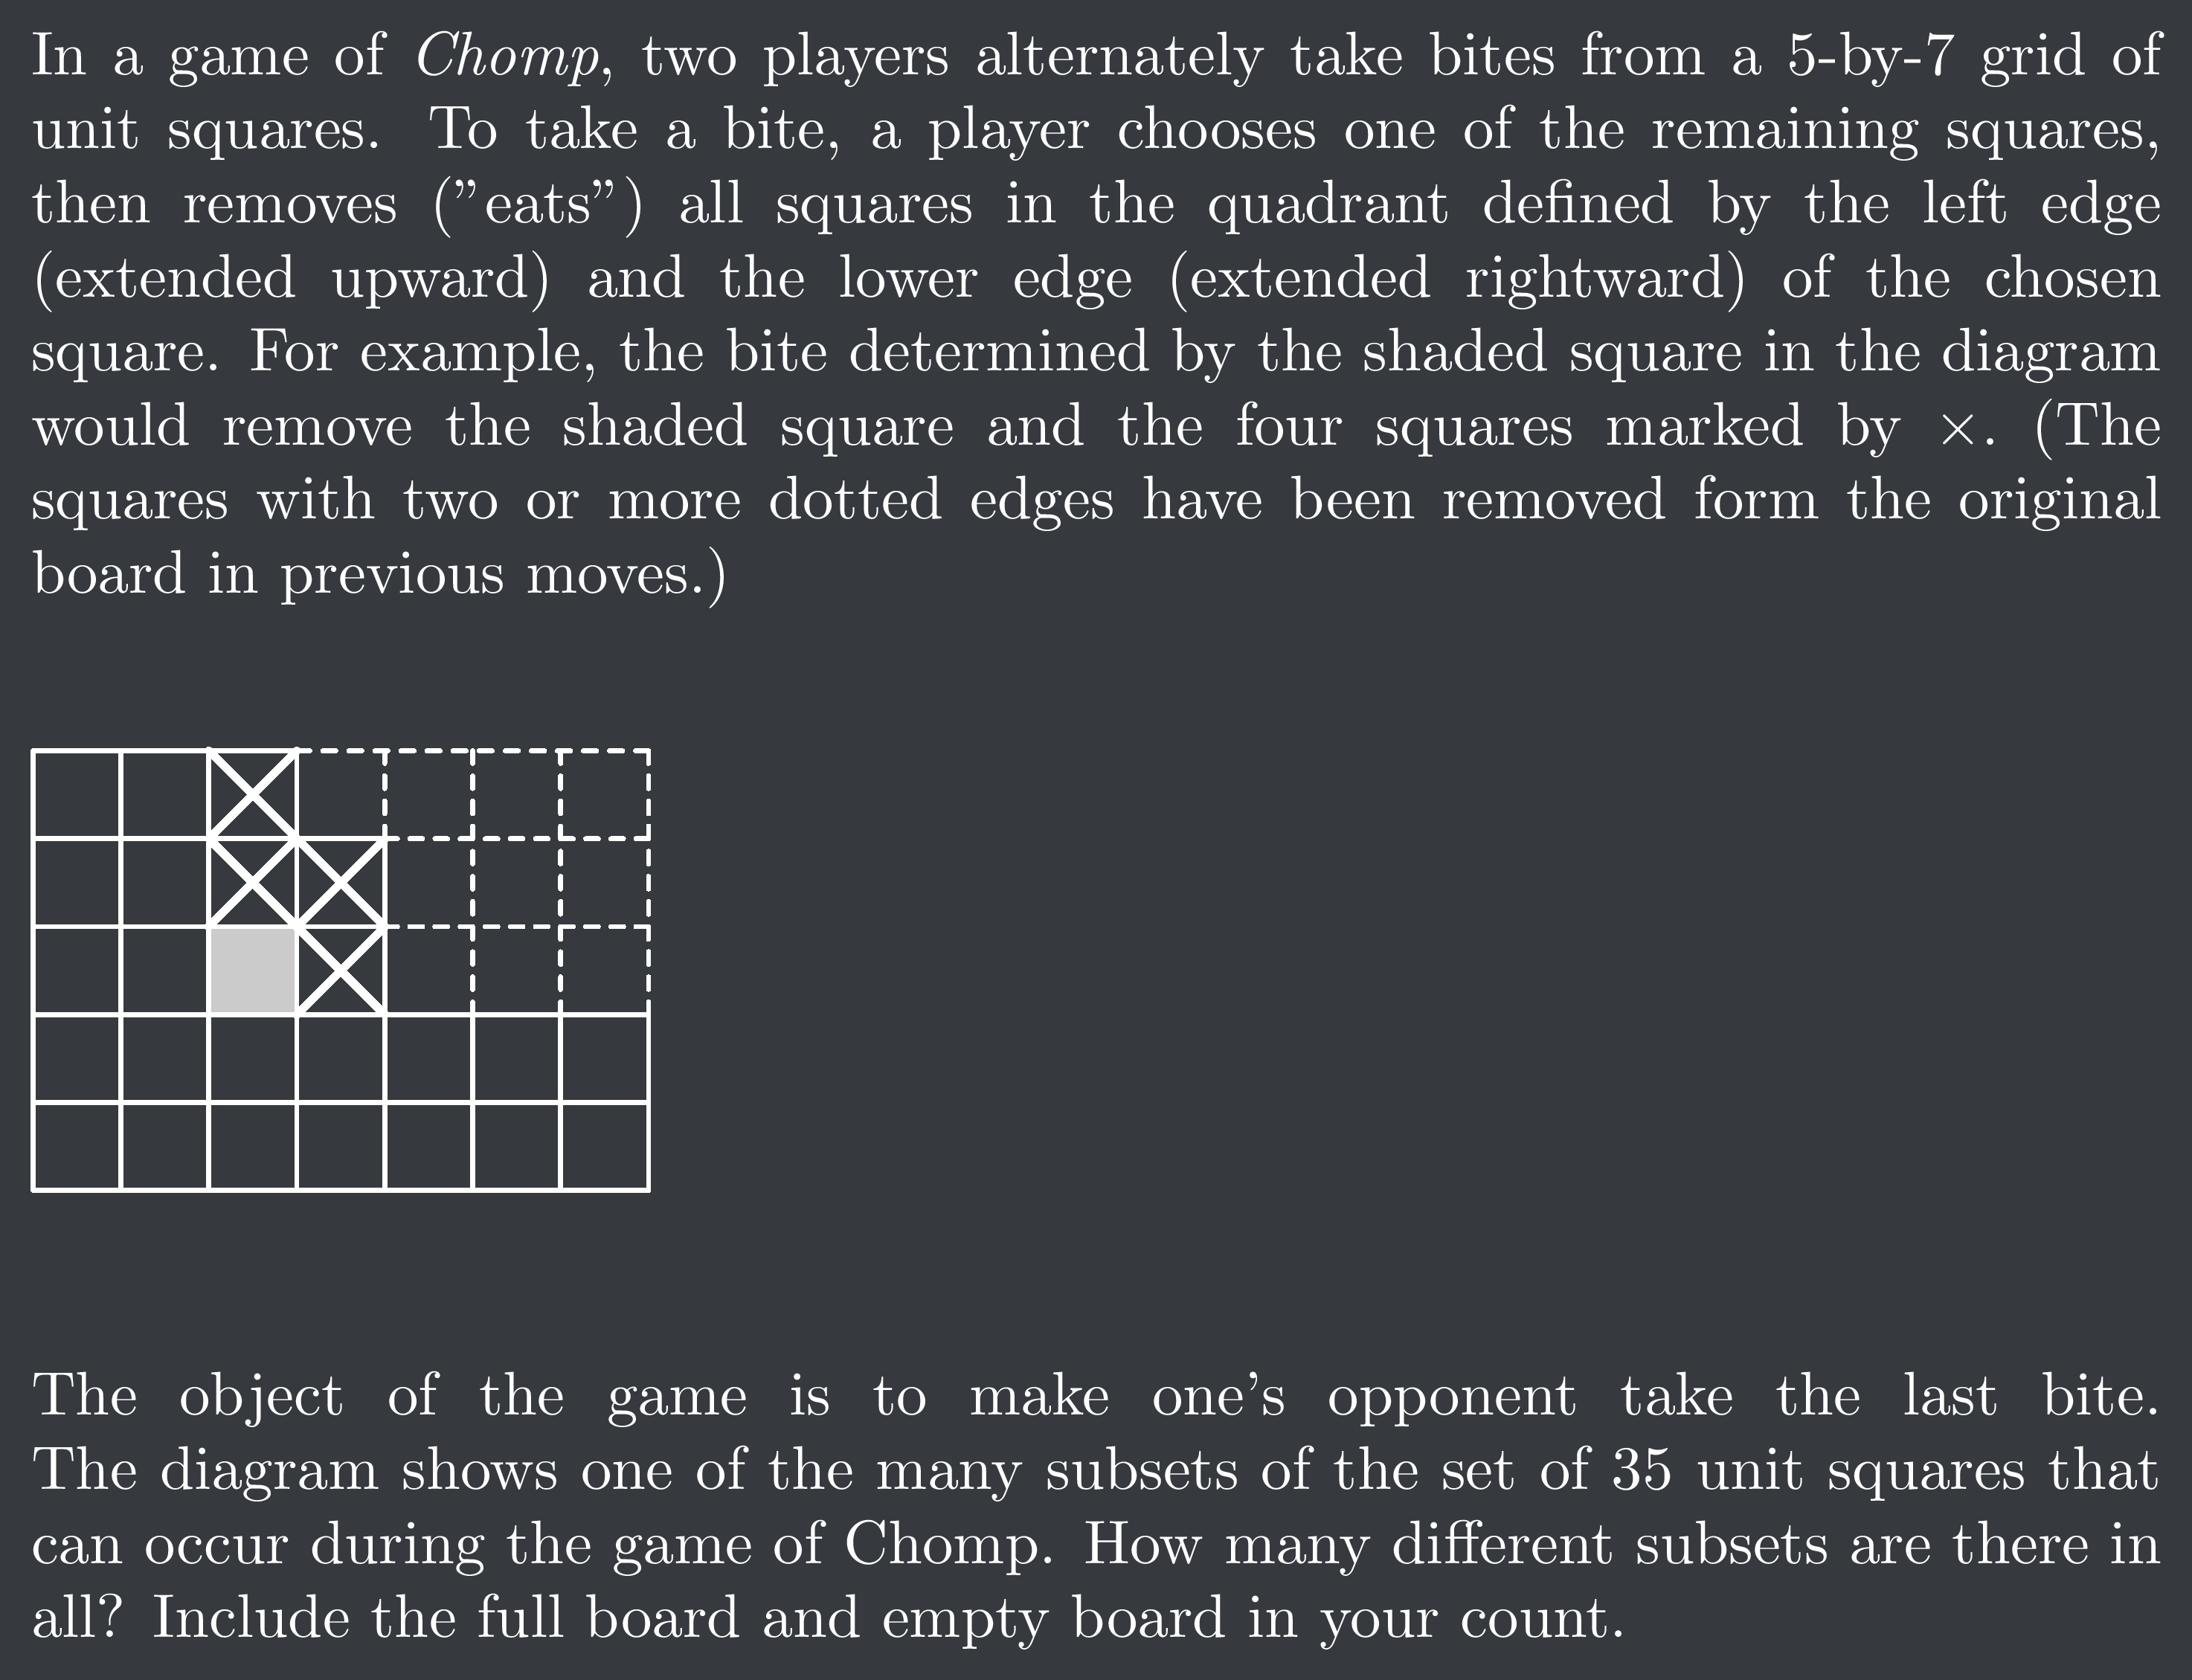 In a game of Chomp, two players alternately take bites from a 5-by-7 grid of
unit squares. To take a bite, a player chooses one of the remaining squares,
then removes (”eats”) all squares in the quadrant defined by the left edge
(extended upward) and the lower edge (extended rightward) of the chosen
square. For example, the bite determined by the shaded square in the diagram
would remove the shaded square and the four squares marked by ×. (The
squares with two or more dotted edges have been removed form the original
board in previous moves.)
The object of the game is to make one’s opponent take the last bite.
The diagram shows one of the many subsets of the set of 35 unit squares that
can occur during the game of Chomp. How many different subsets are there in
all? Include the full board and empty board in your count.